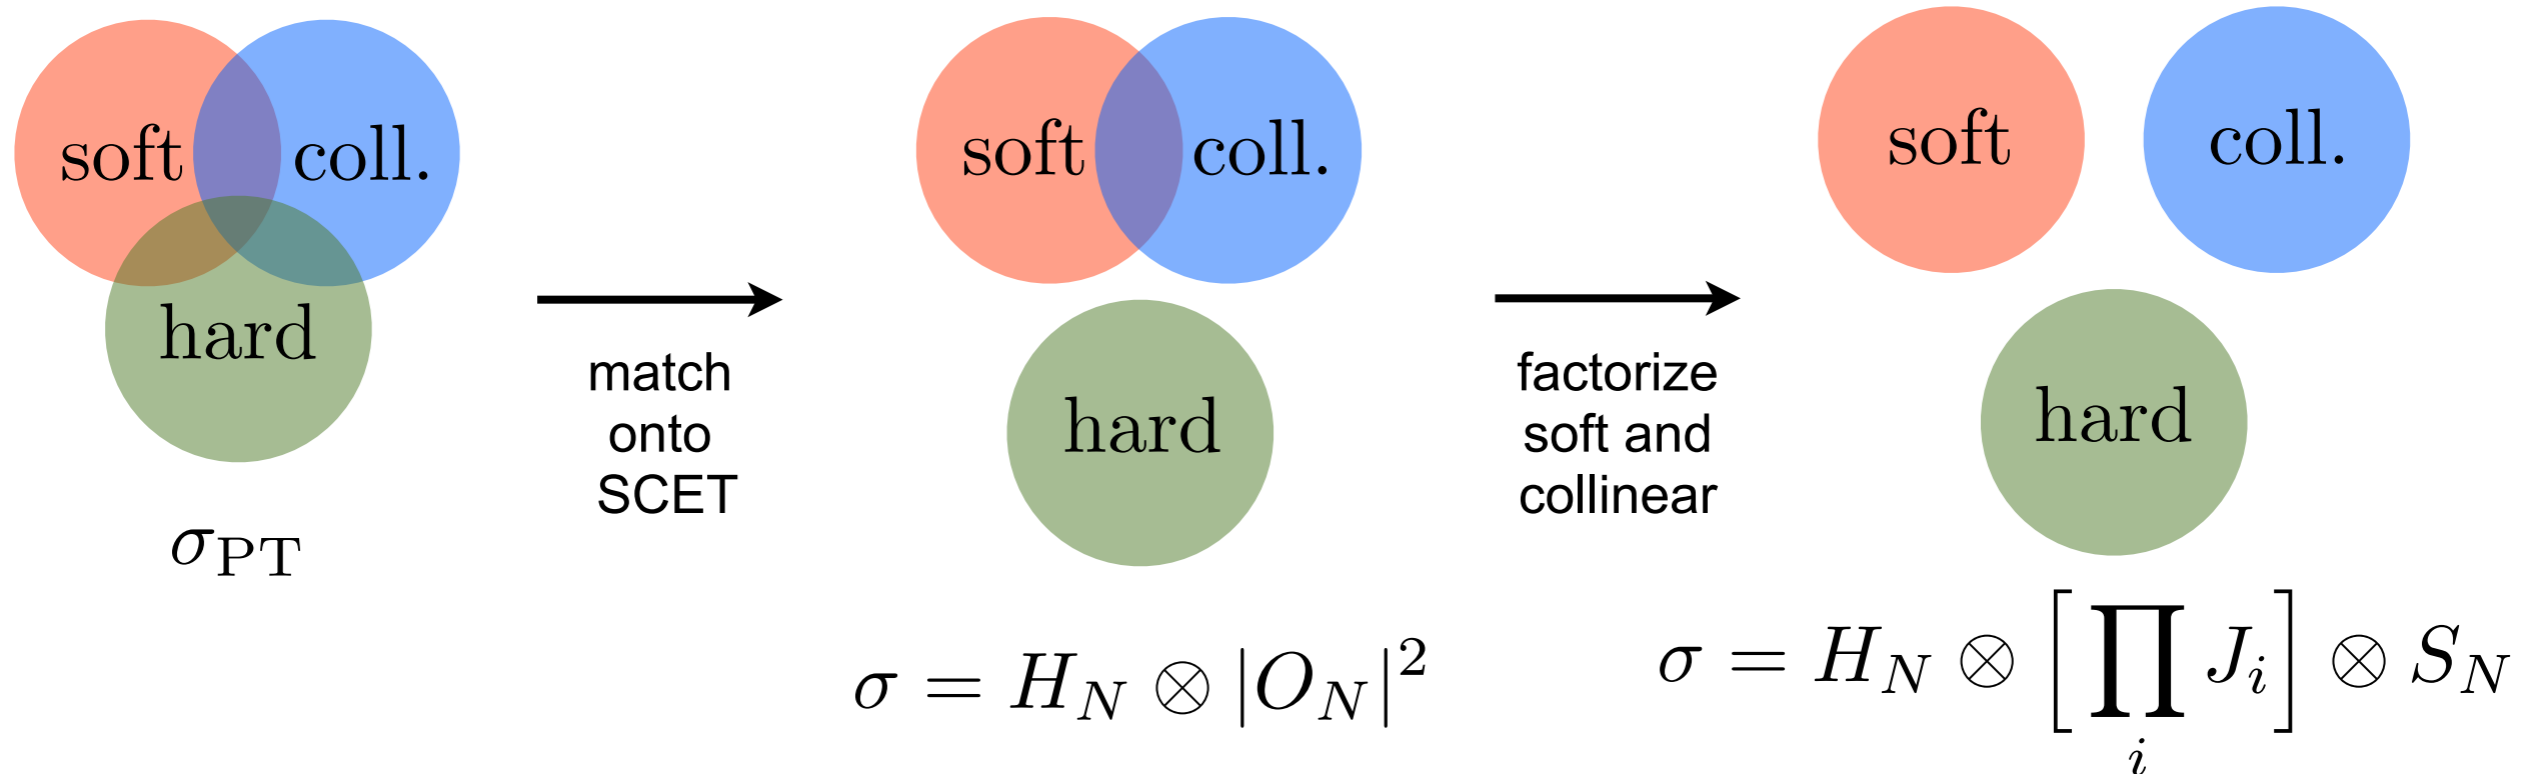 soft coll.
hard
σ_PT
match
onto
SCET
soft coll.
hard
σ = H_N ⊗ |O_N|²
factorize
soft and
collinear
soft coll.
hard
σ = H_N ⊗ [∏_i J_i] ⊗ S_N